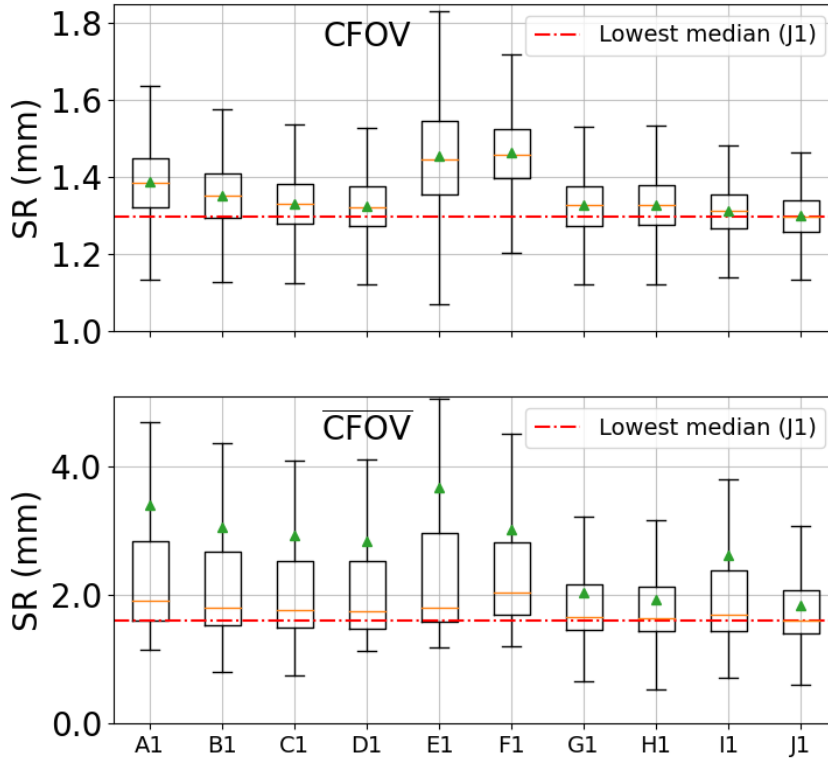 1.8
CFOV
Lowest median (J1)
1.6
1.4
1.2
1.0
SR (mm)
CFOV
Lowest median (J1)
4.0
2.0
0.0
SR (mm)
A1 B1 C1 D1 E1 F1 G1 H1 I1 J1